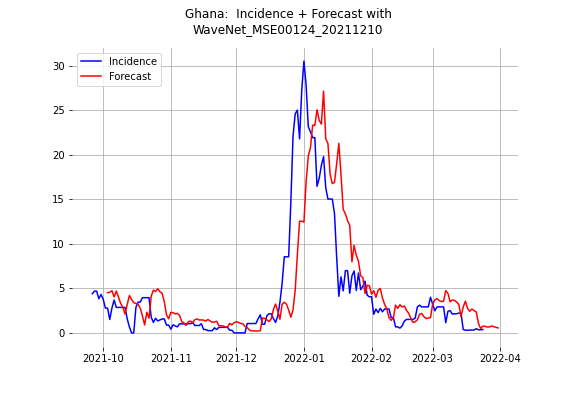 Ghana: Incidence + Forecast with
WaveNet_MSE00124_20211210
Incidence
Forecast
30
25
20
15
10
5
0
2021-10 2021-11 2021-12 2022-01 2022-02 2022-03 2022-04